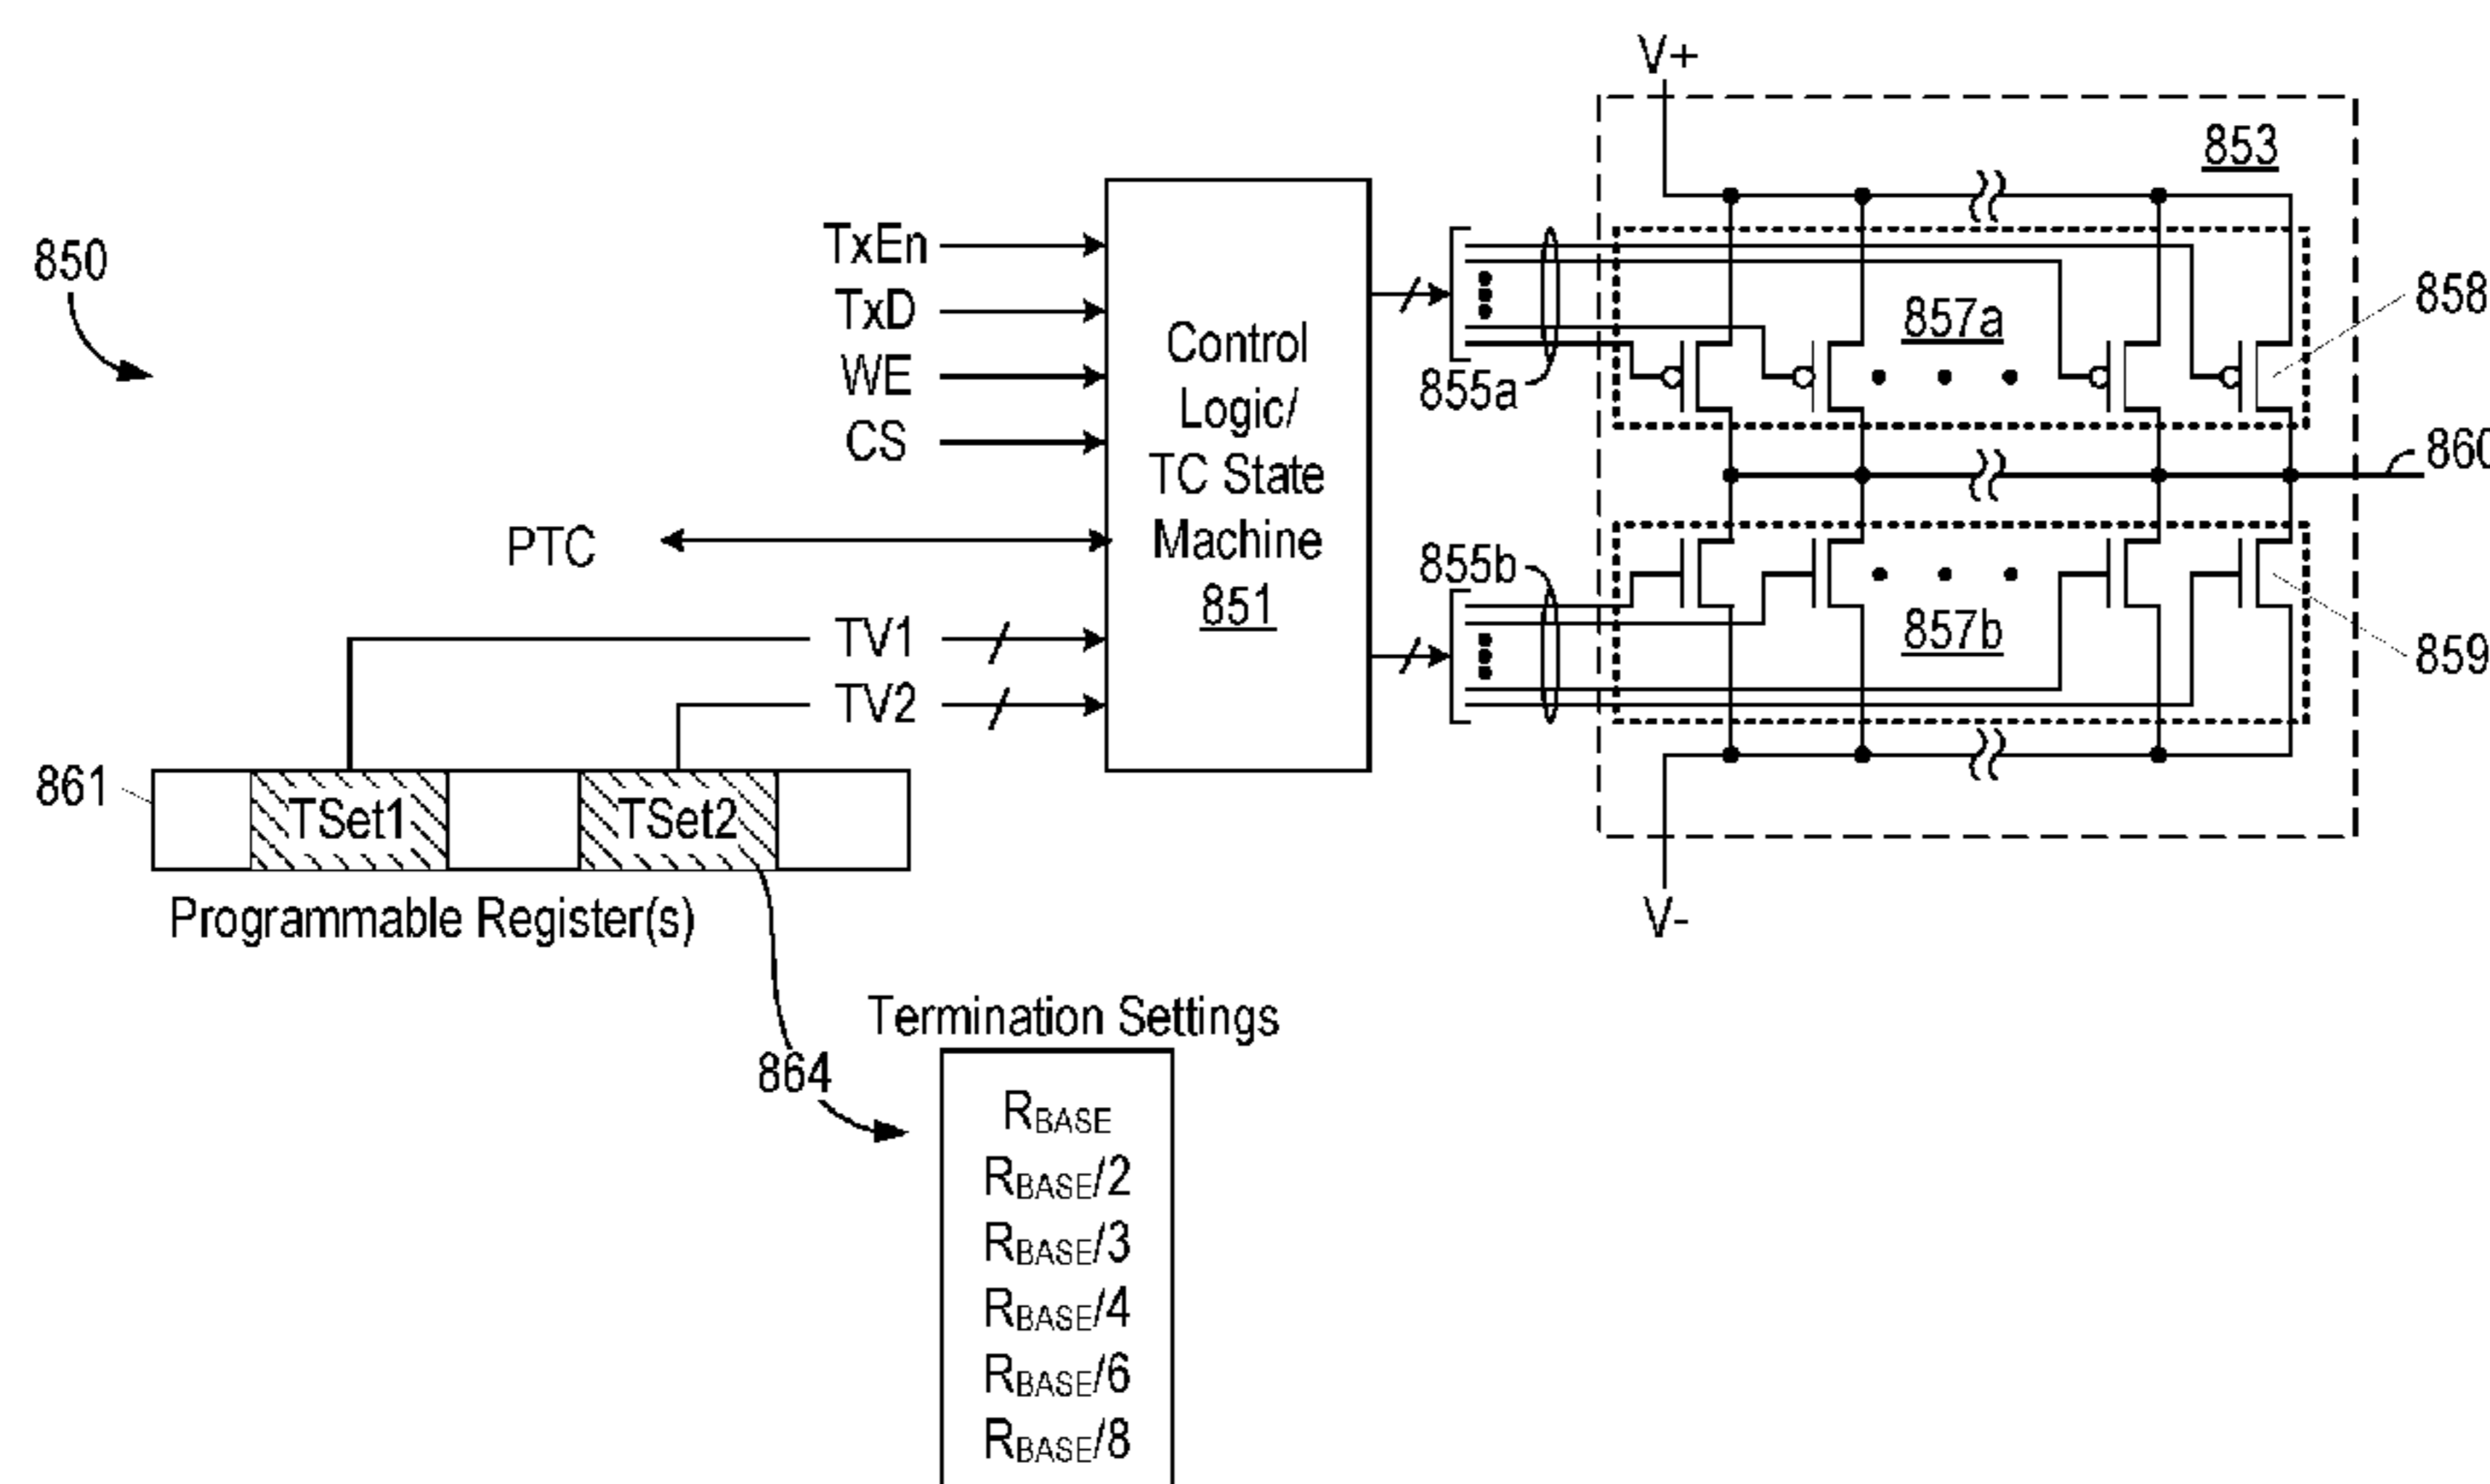 V+
853
850
TxEn
TxD
WE
CS
PTC
TV1
TV2
Control
Logic/
TC State
Machine
851
855a
857a
858
860
855b
857b
859
861
TSet1
TSet2
Programmable Register(s)
V-
Termination Settings
864
RBASE
RBASE/2
RBASE/3
RBASE/4
RBASE/6
RBASE/8